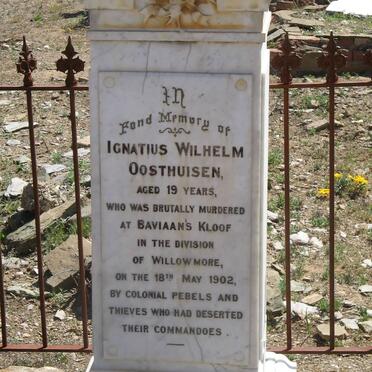 In
Fond Memory of
IGNATIUS WILHELM
OOSTHUISEN,
AGED 19 YEARS,
WHO WAS BRUTALLY MURDERED
AT BAVIAAN'S KLOOF
IN THE DIVISION
OF WILLOWMORE,
ON THE 18TH MAY 1902,
BY COLONIAL PEBELS AND
THIEVES WHO HAD DESERTED
THEIR COMMANDOES.